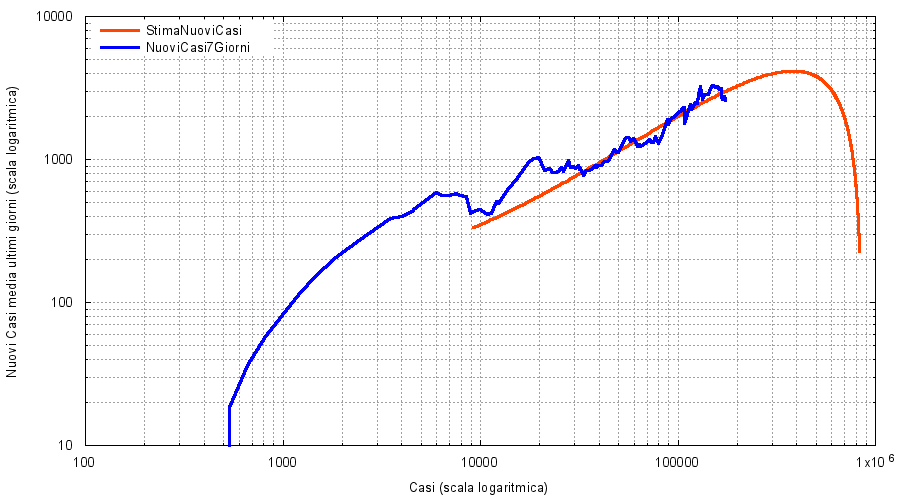 10000
StimaNuoviCasi
NuoviCasi7Giorni
1000
100
10
Nuovi Casi media ultimi giorni (scala logaritmica)
100 1000 10000 100000 1x10^6
Casi (scala logaritmica)